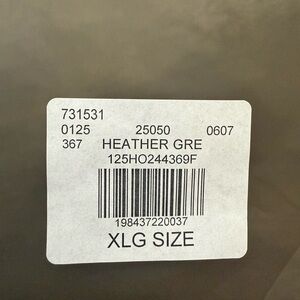 731531
0125 25050 0607
367 HEATHER GRE
125HO244369F
198437220037
XLG SIZE